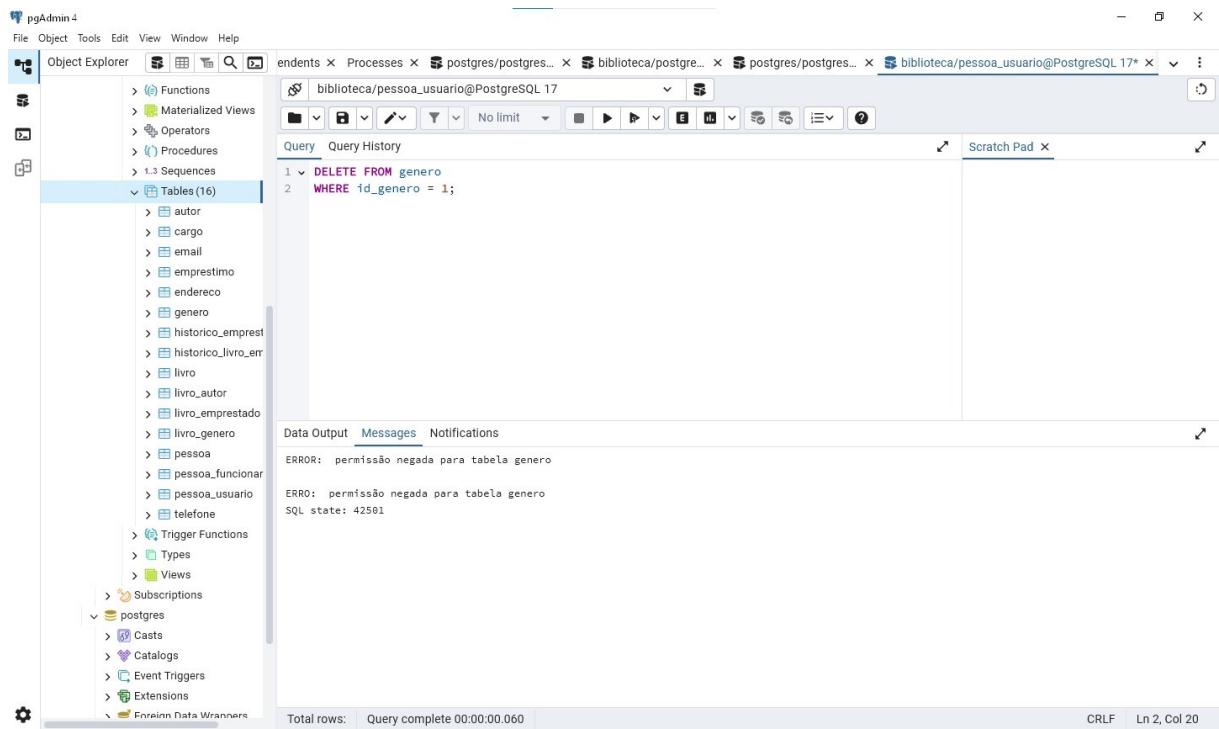 pgAdmin 4
File Object Tools Edit View Window Help
Object Explorer
endents × Processes × postgres/postgres... × biblioteca/postgre... × postgres/postgres... × biblioteca/pessoa_usuario@PostgreSQL 17* ×
biblioteca/pessoa_usuario@PostgreSQL 17
No limit
Query Query History
Scratch Pad ×
1 DELETE FROM genero
2 WHERE id_genero = 1;
Functions
Materialized Views
Operators
Procedures
1..3 Sequences
Tables (16)
autor
cargo
email
emprestimo
endereco
genero
historico_emprest
historico_livro_em
livro
livro_autor
livro_emprestado
livro_genero
pessoa
pessoa_funcionar
pessoa_usuario
telefone
Trigger Functions
Types
Views
Subscriptions
postgres
Casts
Catalogs
Event Triggers
Extensions
Foreign Data Wrappers
Data Output Messages Notifications
ERROR: permissão negada para tabela genero
ERRO: permissão negada para tabela genero
SQL state: 42501
Total rows: Query complete 00:00:00.060
CRLF Ln 2, Col 20